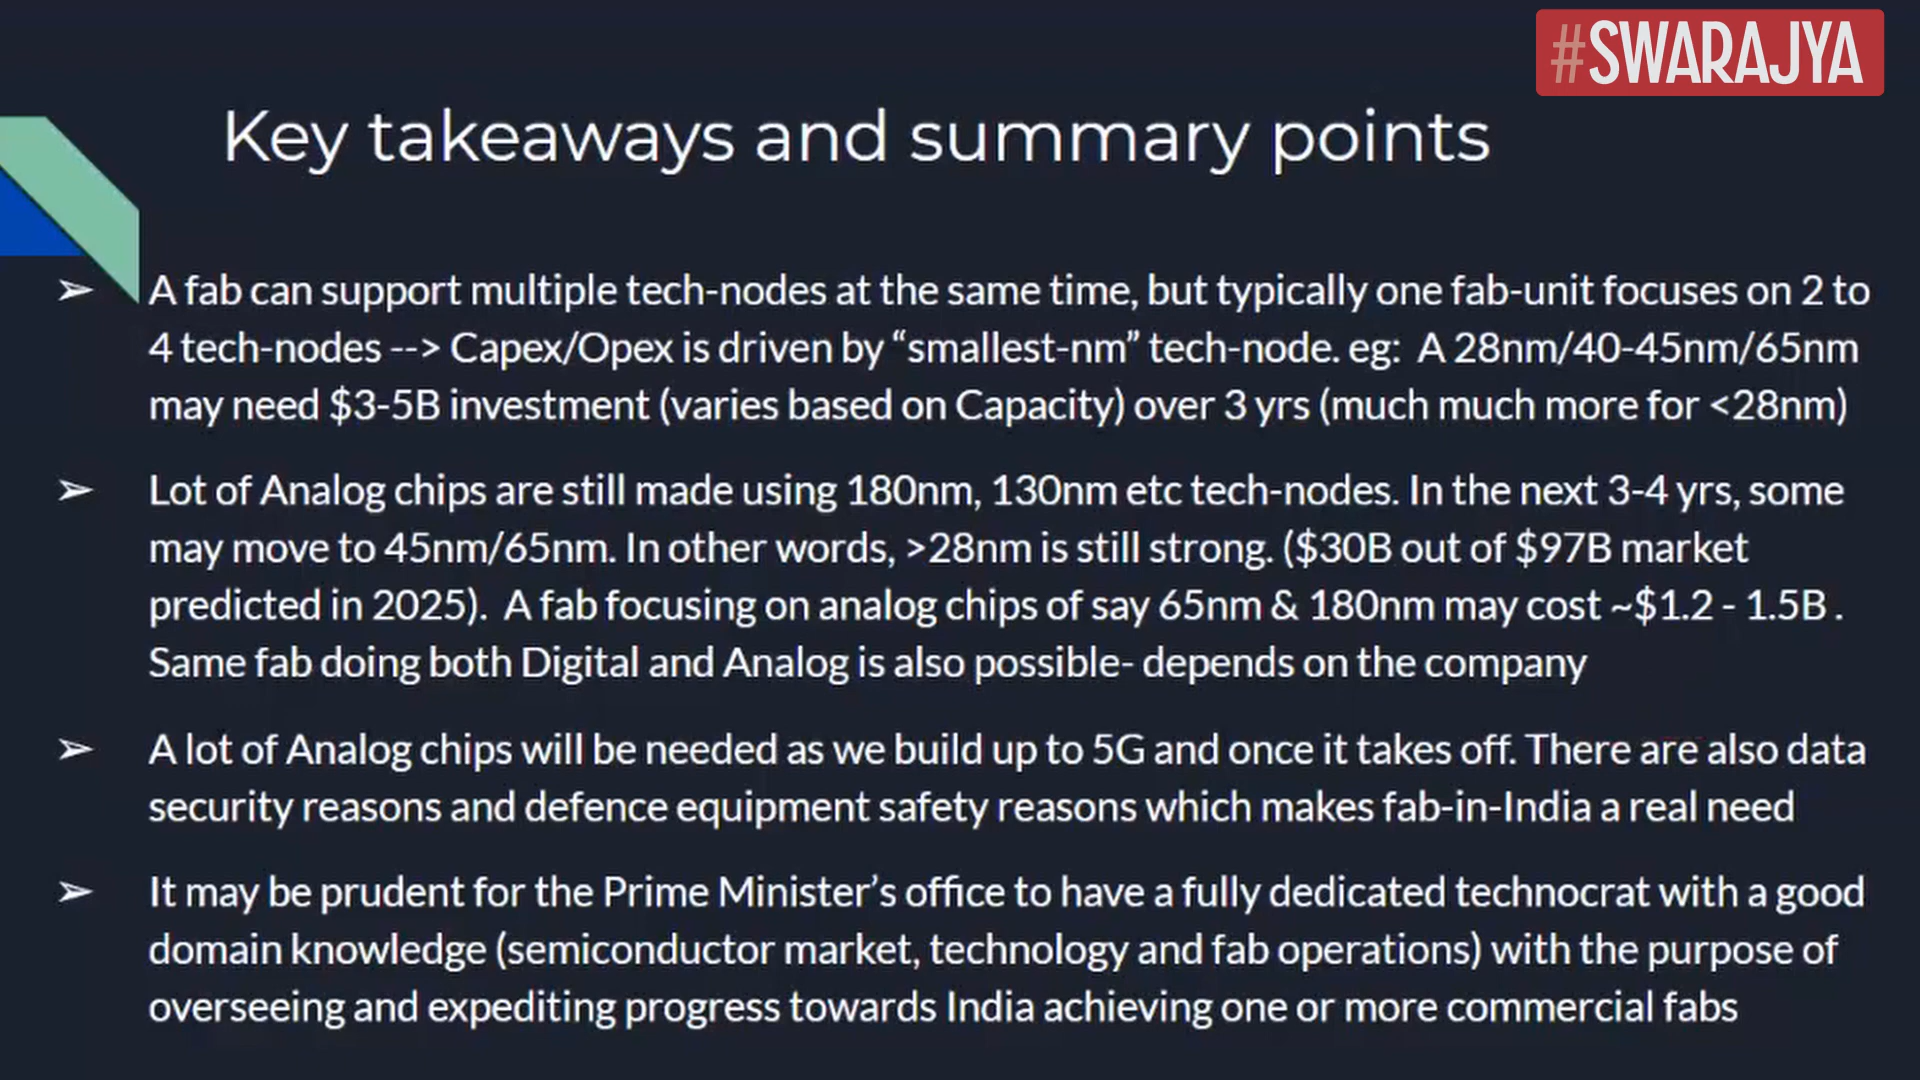 #SWARAJYA
Key takeaways and summary points
➢ A fab can support multiple tech-nodes at the same time, but typically one fab-unit focuses on 2 to
4 tech-nodes --> Capex/Opex is driven by “smallest-nm” tech-node. eg: A 28nm/40-45nm/65nm
may need $3-5B investment (varies based on Capacity) over 3 yrs (much much more for <28nm)
➢ Lot of Analog chips are still made using 180nm, 130nm etc tech-nodes. In the next 3-4 yrs, some
may move to 45nm/65nm. In other words, >28nm is still strong. ($30B out of $97B market
predicted in 2025). A fab focusing on analog chips of say 65nm & 180nm may cost ~$1.2 - 1.5B .
Same fab doing both Digital and Analog is also possible- depends on the company
➢ A lot of Analog chips will be needed as we build up to 5G and once it takes off. There are also data
security reasons and defence equipment safety reasons which makes fab-in-India a real need
➢ It may be prudent for the Prime Minister’s office to have a fully dedicated technocrat with a good
domain knowledge (semiconductor market, technology and fab operations) with the purpose of
overseeing and expediting progress towards India achieving one or more commercial fabs